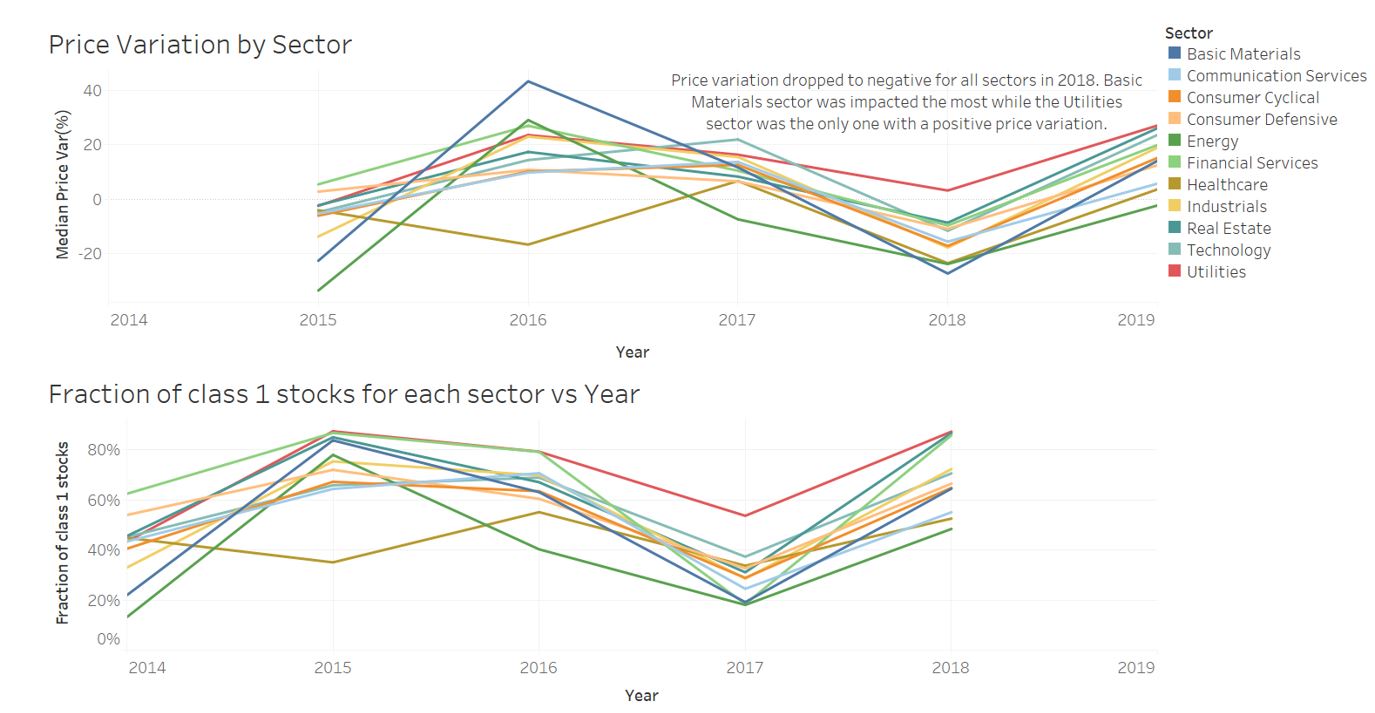 Price Variation by Sector
Price variation dropped to negative for all sectors in 2018. Basic
Materials sector was impacted the most while the Utilities
sector was the only one with a positive price variation.
Median Price Var(%)
40
20
0
-20
2014 2015 2016 2017 2018 2019
Year
Sector
Basic Materials
Communication Services
Consumer Cyclical
Consumer Defensive
Energy
Financial Services
Healthcare
Industrials
Real Estate
Technology
Utilities
Fraction of class 1 stocks for each sector vs Year
Fraction of class 1 stocks
80%
60%
40%
20%
0%
2014 2015 2016 2017 2018 2019
Year